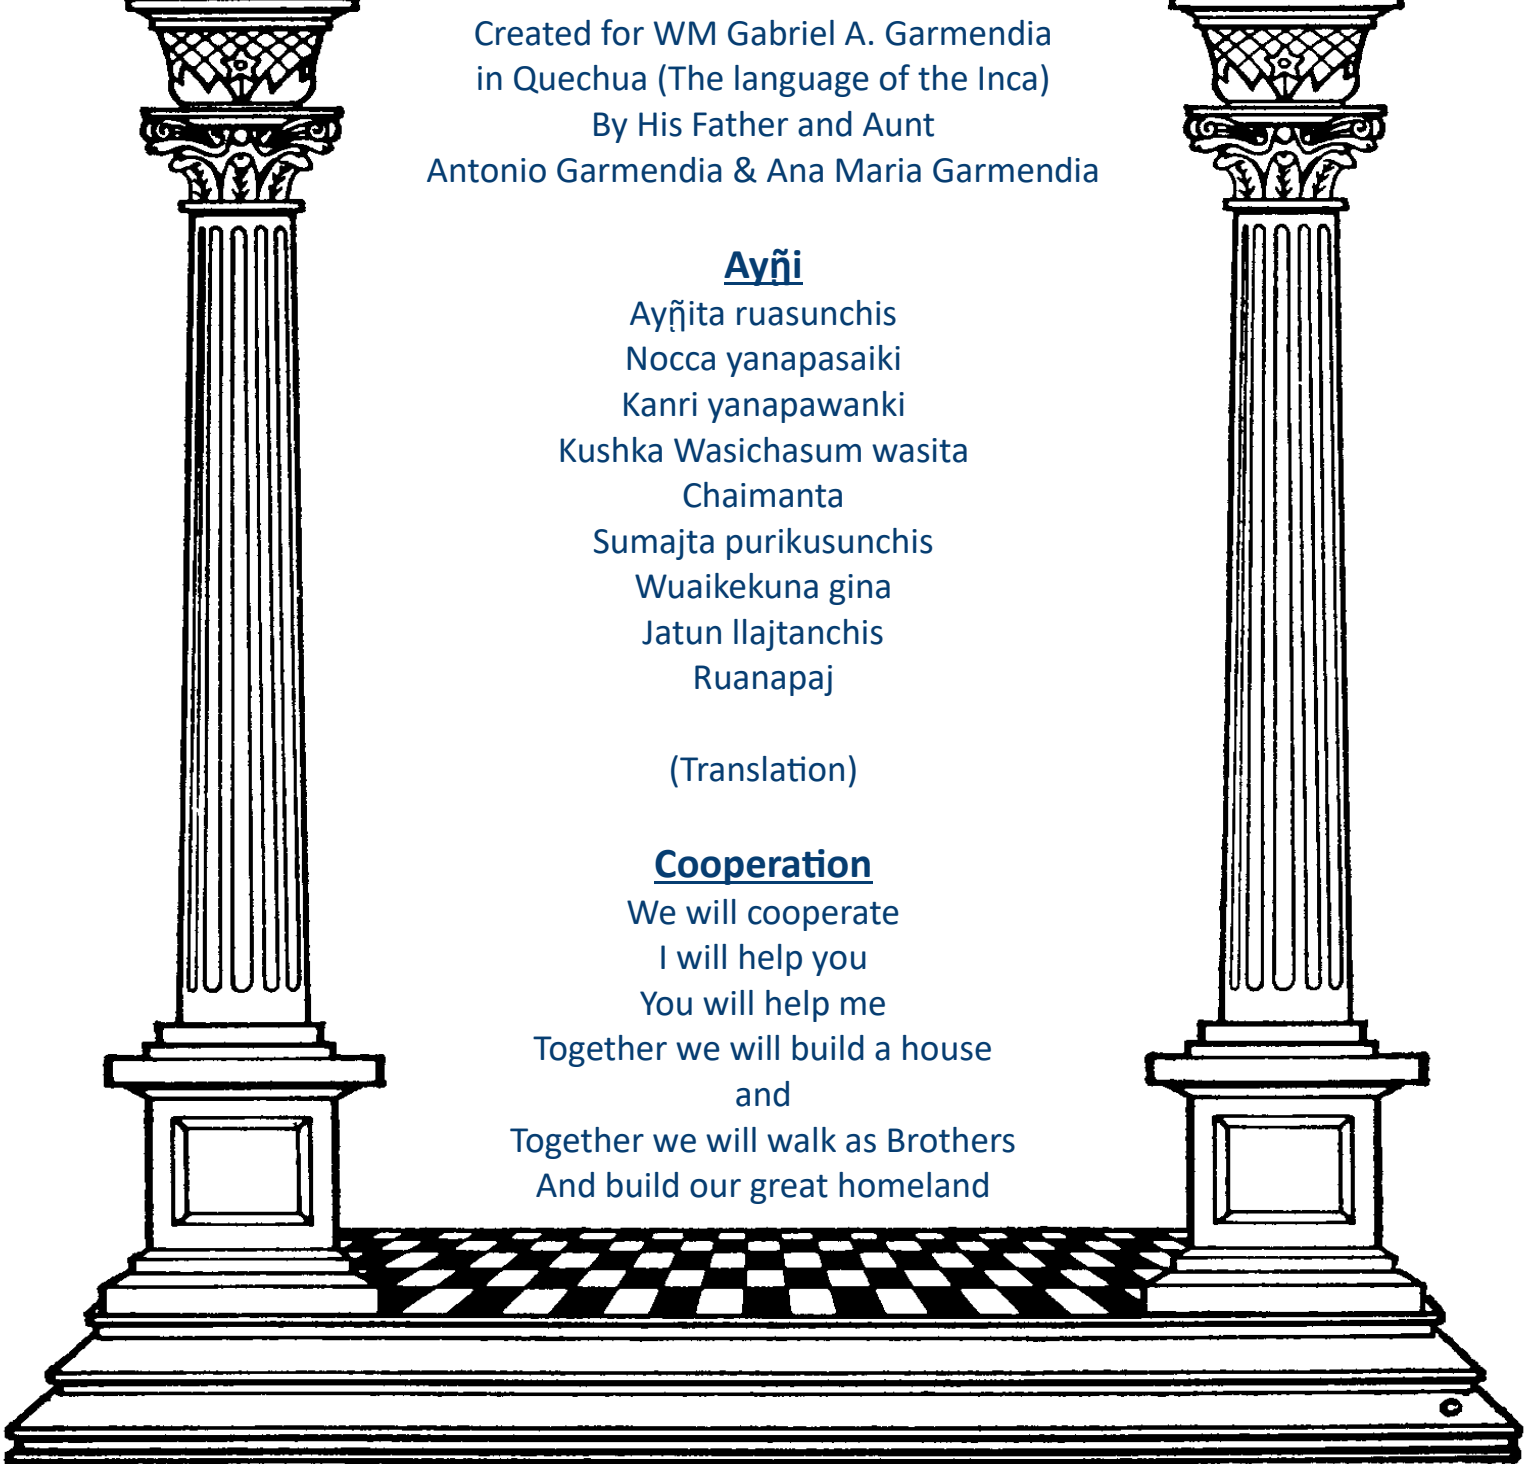 Created for WM Gabriel A. Garmendia
in Quechua (The language of the Inca)
By His Father and Aunt
Antonio Garmendia & Ana Maria Garmendia
Ayñ̃i
Ayñ̃ita ruasunchis
Nocca yanapasaiki
Kanri yanapawanki
Kushka Wasichasum wasita
Chaimanta
Sumajta purikusunchis
Wuaikekuna gina
Jatun llajtanchis
Ruanapaj
(Translation)
Cooperation
We will cooperate
I will help you
You will help me
Together we will build a house
and
Together we will walk as Brothers
And build our great homeland